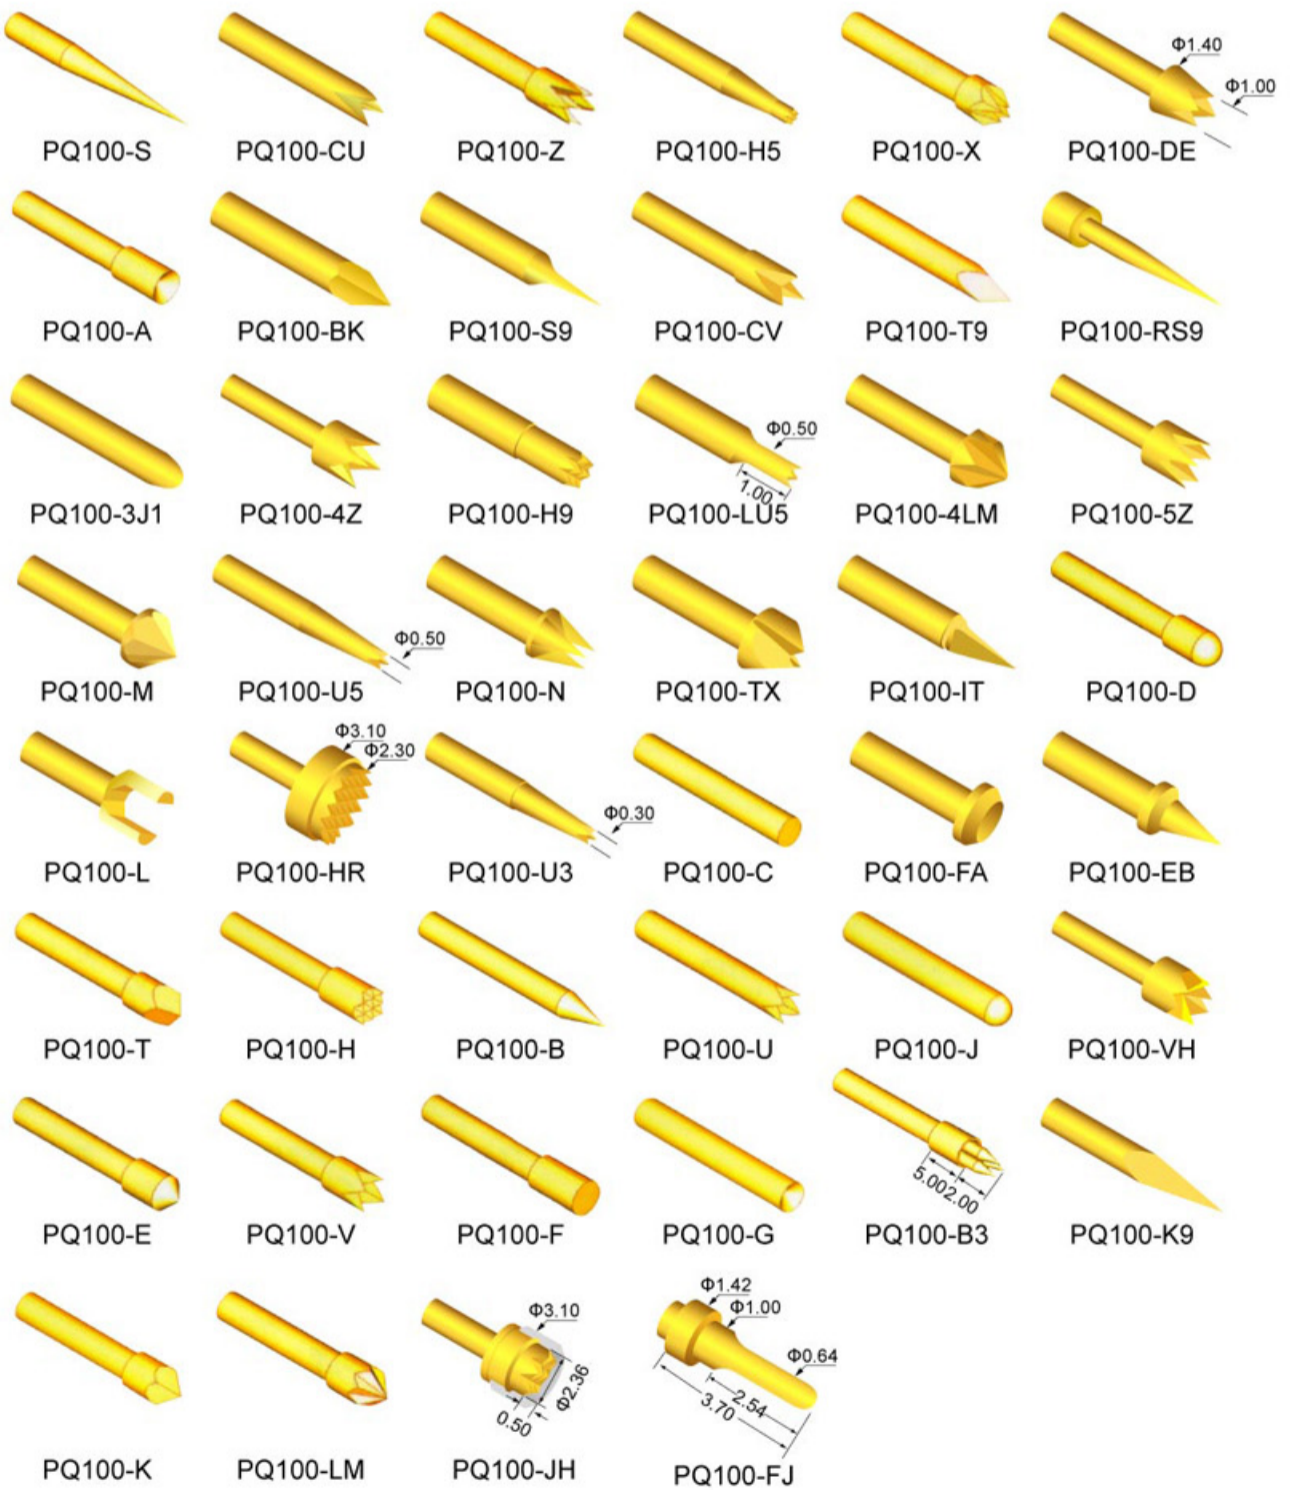 Φ1.40
Φ1.00
PQ100-S PQ100-CU PQ100-Z PQ100-H5 PQ100-X PQ100-DE
PQ100-A PQ100-BK PQ100-S9 PQ100-CV PQ100-T9 PQ100-RS9
Φ0.50
1.00
PQ100-3J1 PQ100-4Z PQ100-H9 PQ100-LU5 PQ100-4LM PQ100-5Z
Φ0.50
PQ100-M PQ100-U5 PQ100-N PQ100-TX PQ100-IT PQ100-D
Φ3.10
Φ2.30
Φ0.30
PQ100-L PQ100-HR PQ100-U3 PQ100-C PQ100-FA PQ100-EB
PQ100-T PQ100-H PQ100-B PQ100-U PQ100-J PQ100-VH
5.002.00
PQ100-E PQ100-V PQ100-F PQ100-G PQ100-B3 PQ100-K9
Φ1.42
Φ3.10
Φ1.00
Φ0.64
Φ2.36
2.54
3.70
0.50
PQ100-K PQ100-LM PQ100-JH PQ100-FJ